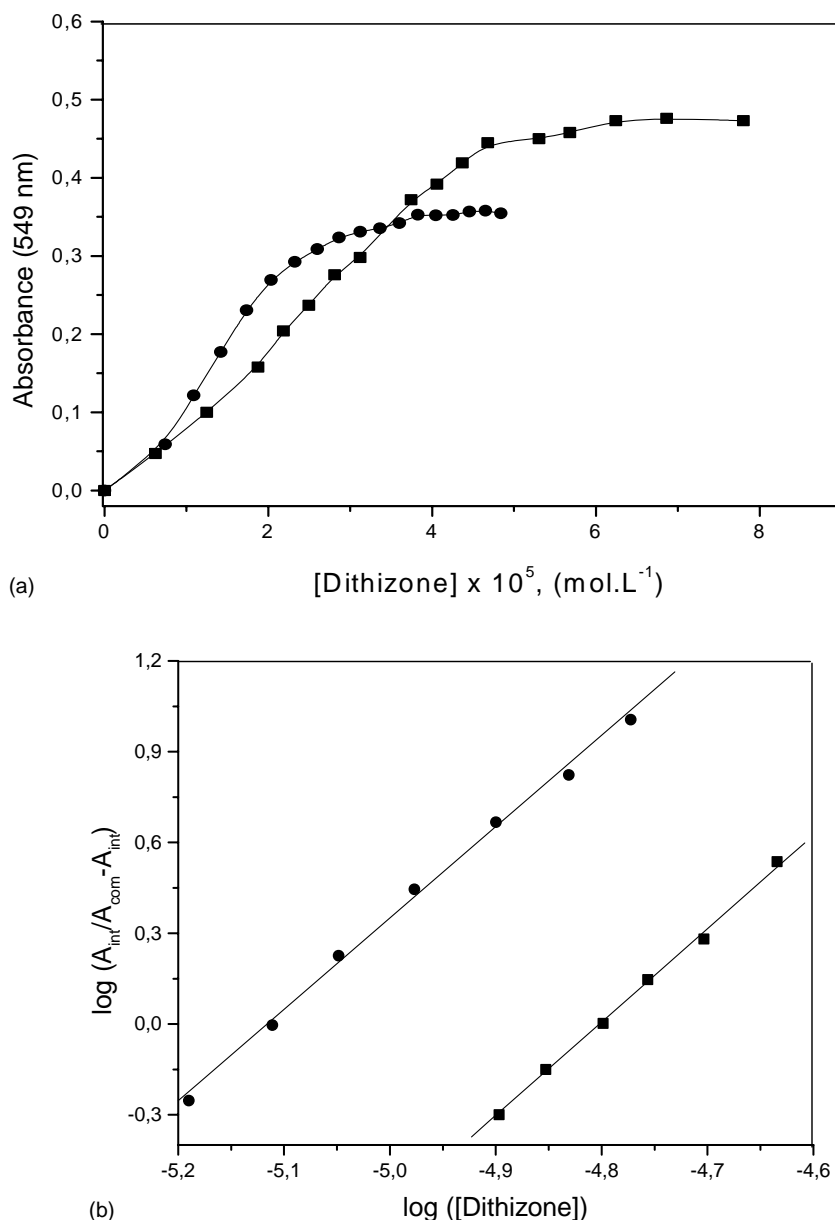 0,6
0,5
0,4
0,3
0,2
0,1
0,0
Absorbance (549 nm)
0 2 4 6 8
(a)
[Dithizone] x 10⁵, (mol.L⁻¹)
1,2
0,9
0,6
0,3
0,0
-0,3
log (A_int/A_com-A_int)
-5,2 -5,1 -5,0 -4,9 -4,8 -4,7 -4,6
(b)
log ([Dithizone])